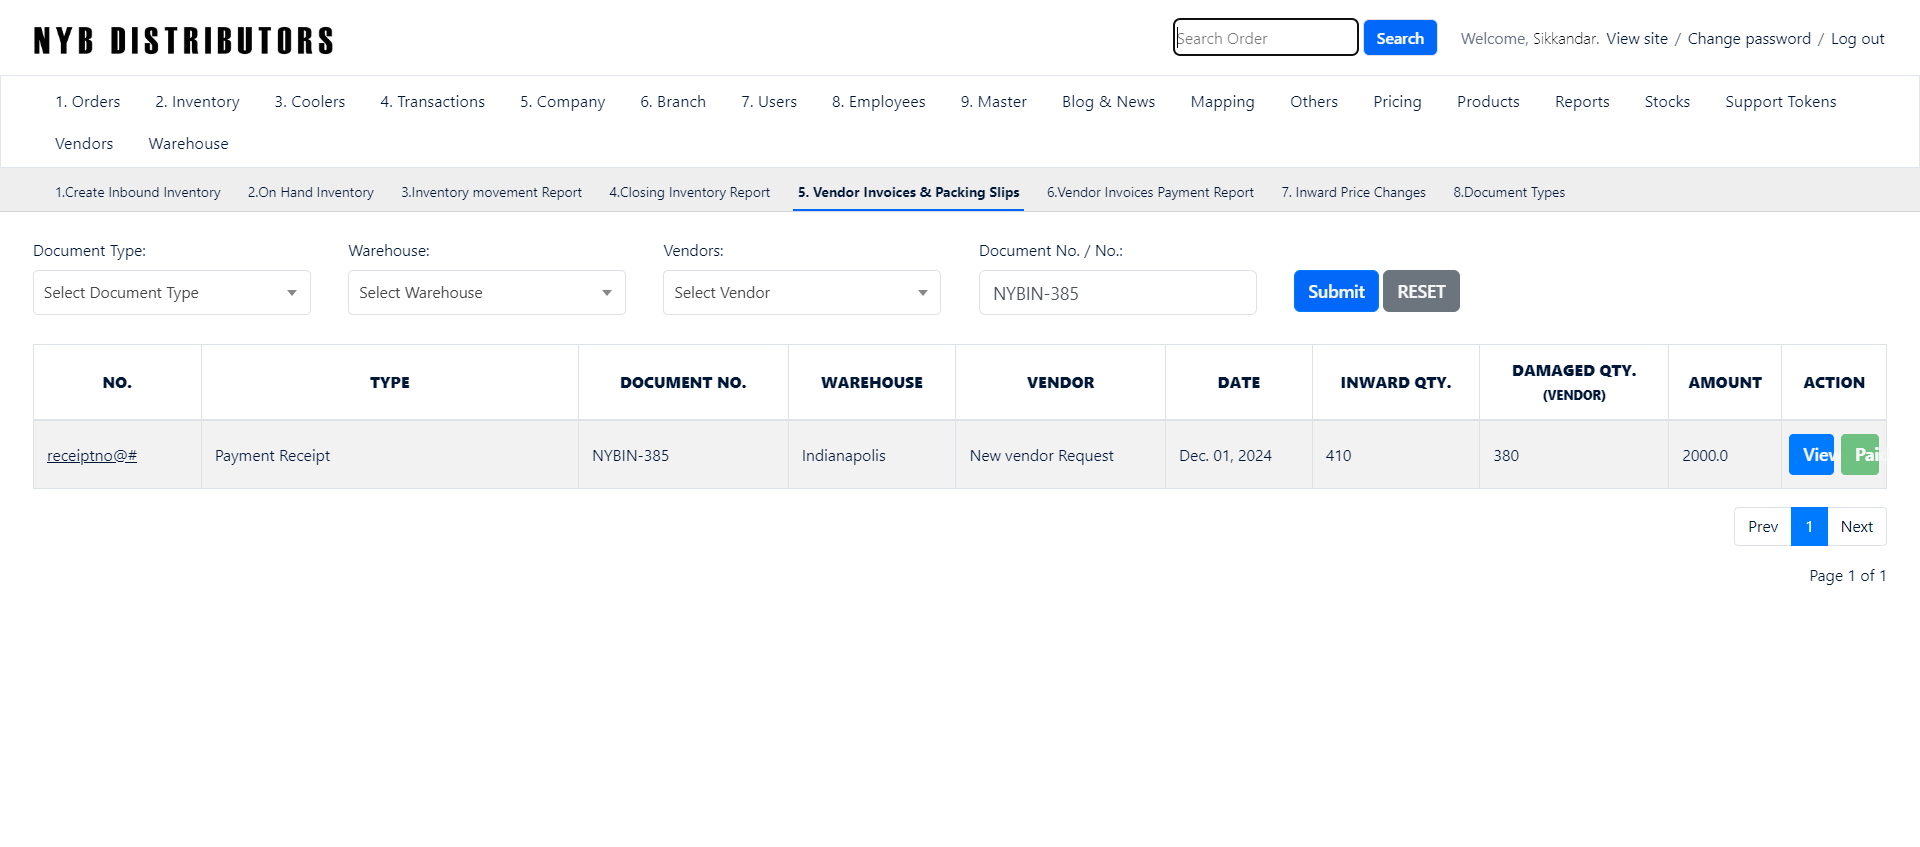 NYB DISTRIBUTORS
Search Order
Search
Welcome, Sikkandar. View site / Change password / Log out
1. Orders 2. Inventory 3. Coolers 4. Transactions 5. Company 6. Branch 7. Users 8. Employees 9. Master Blog & News Mapping Others Pricing Products Reports Stocks Support Tokens
Vendors Warehouse
1.Create Inbound Inventory 2.On Hand Inventory 3.Inventory movement Report 4.Closing Inventory Report 5. Vendor Invoices & Packing Slips 6.Vendor Invoices Payment Report 7. Inward Price Changes 8.Document Types
Document Type: Warehouse: Vendors: Document No. / No.:
Select Document Type Select Warehouse Select Vendor NYBIN-385 Submit RESET
NO. TYPE DOCUMENT NO. WAREHOUSE VENDOR DATE INWARD QTY. DAMAGED QTY. (VENDOR) AMOUNT ACTION
receiptno@# Payment Receipt NYBIN-385 Indianapolis New vendor Request Dec. 01, 2024 410 380 2000.0 View Pai
Prev 1 Next
Page 1 of 1